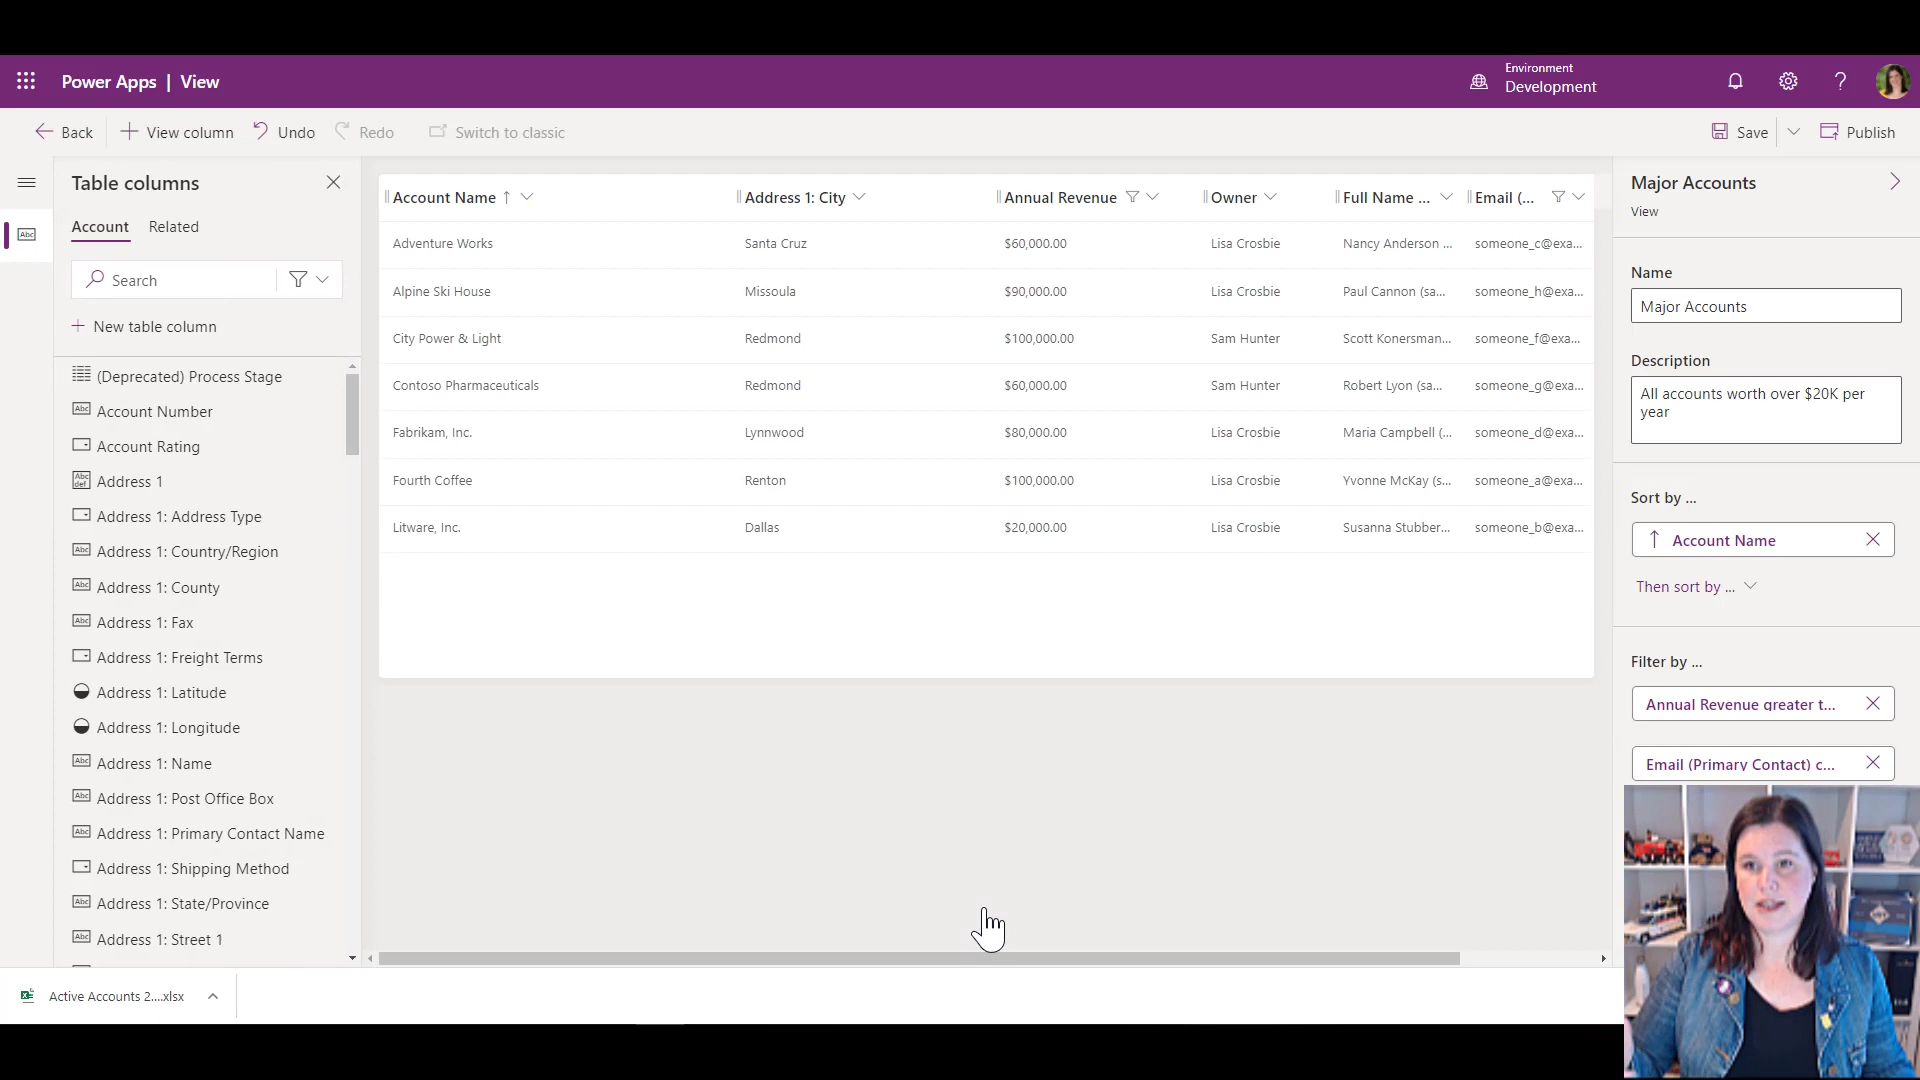 Power Apps | View
Environment
Development
Back
View column
Undo
Redo
Switch to classic
Save
Publish
Table columns
Account
Related
Search
New table column
(Deprecated) Process Stage
Account Number
Account Rating
Address 1
Address 1: Address Type
Address 1: Country/Region
Address 1: County
Address 1: Fax
Address 1: Freight Terms
Address 1: Latitude
Address 1: Longitude
Address 1: Name
Address 1: Post Office Box
Address 1: Primary Contact Name
Address 1: Shipping Method
Address 1: State/Province
Address 1: Street 1
Account Name Address 1: City Annual Revenue Owner Full Name ... Email (...
Adventure Works Santa Cruz $60,000.00 Lisa Crosbie Nancy Anderson ... someone_c@exa...
Alpine Ski House Missoula $90,000.00 Lisa Crosbie Paul Cannon (sa... someone_h@exa...
City Power & Light Redmond $100,000.00 Sam Hunter Scott Konersman... someone_f@exa...
Contoso Pharmaceuticals Redmond $60,000.00 Sam Hunter Robert Lyon (sa... someone_g@exa...
Fabrikam, Inc. Lynnwood $80,000.00 Lisa Crosbie Maria Campbell (... someone_d@exa...
Fourth Coffee Renton $100,000.00 Lisa Crosbie Yvonne McKay (s... someone_a@exa...
Litware, Inc. Dallas $20,000.00 Lisa Crosbie Susanna Stubber... someone_b@exa...
Major Accounts
View
Name
Major Accounts
Description
All accounts worth over $20K per
year
Sort by ...
Account Name
Then sort by ...
Filter by ...
Annual Revenue greater t...
Email (Primary Contact) c...
Active Accounts 2....xlsx